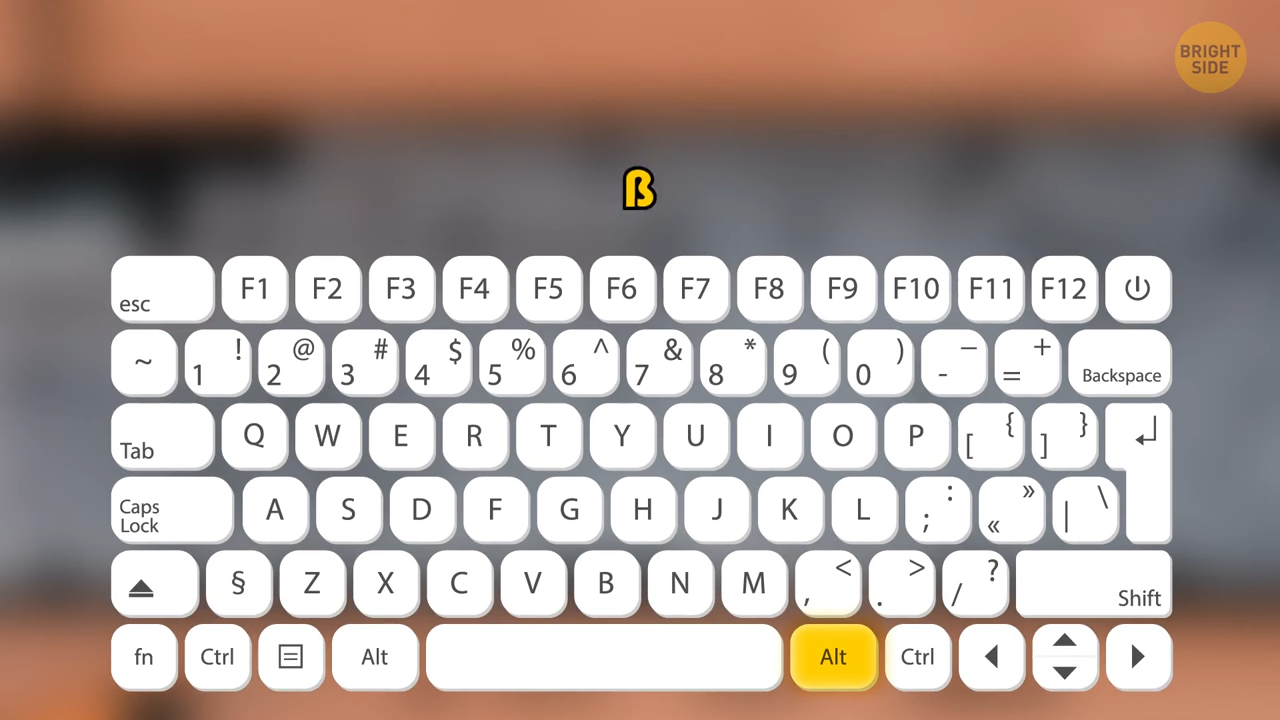 BRIGHT
SIDE
ß
esc F1 F2 F3 F4 F5 F6 F7 F8 F9 F10 F11 F12
~ 1 ! 2 @ 3 # 4 $ 5 % 6 ^ 7 & 8 * 9 ( 0 ) - _ = + Backspace
Tab Q W E R T Y U I O P [ { ] }
Caps Lock A S D F G H J K L ; : « » | \
§ Z X C V B N M , < . > / ? Shift
fn Ctrl Alt Alt Ctrl